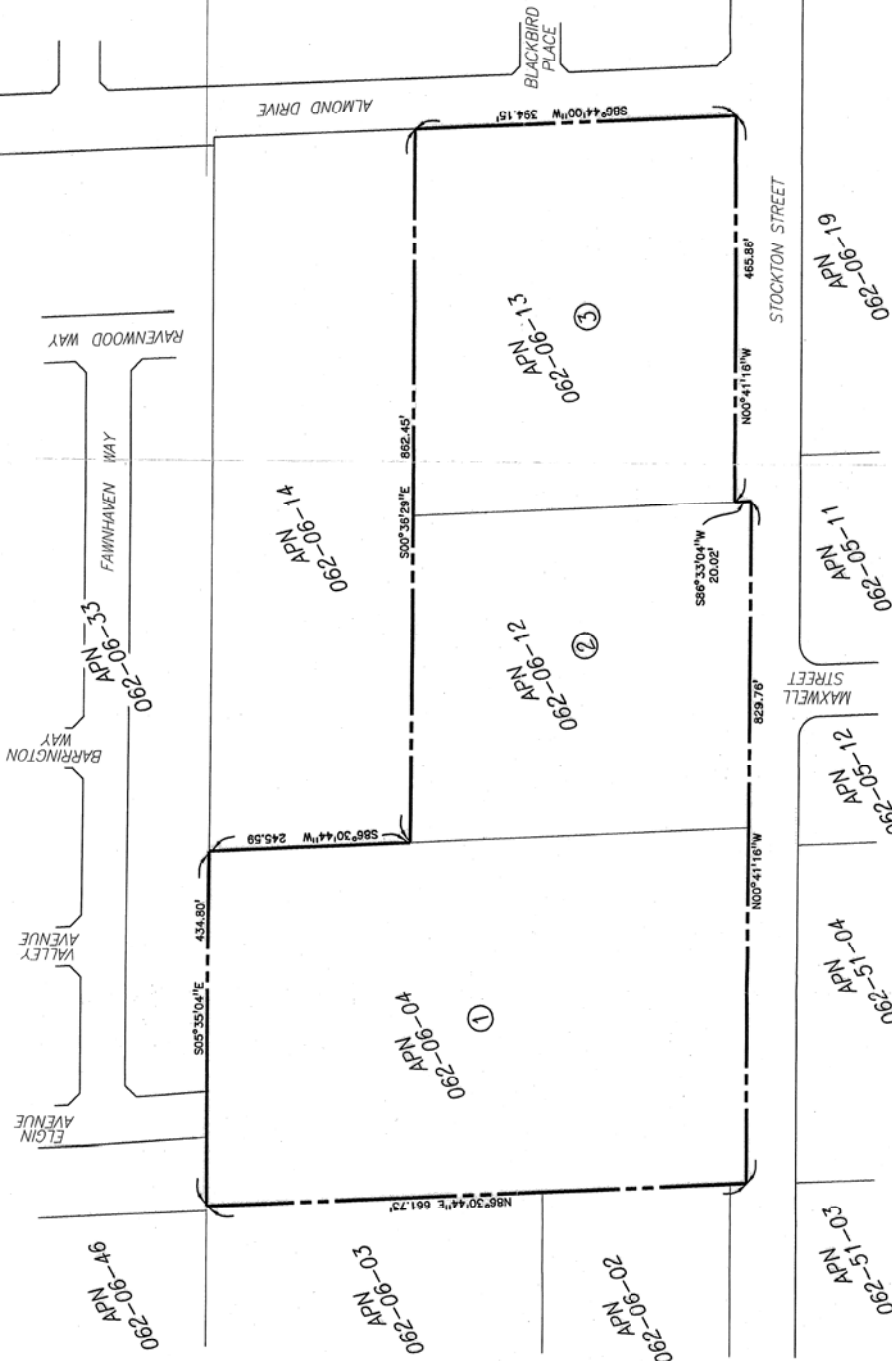 BLACKBIRD
PLACE
ALMOND DRIVE
S86°44'00"W 394.15'
RAVENWOOD WAY
FAWNHAVEN WAY
APN
062-06-33
BARRINGTON
WAY
VALLEY
AVENUE
ELGIN
AVENUE
APN
062-06-14
S00°36'29"E 862.45'
APN
062-06-13
3
465.86'
N00°41'16"W
STOCKTON STREET
APN
062-06-19
APN
062-06-12
2
S86°33'04"W
20.02'
APN
062-05-11
MAXWELL
STREET
829.76'
N00°41'16"W
APN
062-05-12
S86°30'44"W 245.59
434.80'
S05°35'04"E
APN
062-06-04
1
N86°30'44"E 661.73'
APN
062-51-04
APN
062-06-46
APN
062-06-03
APN
062-06-02
APN
062-51-03